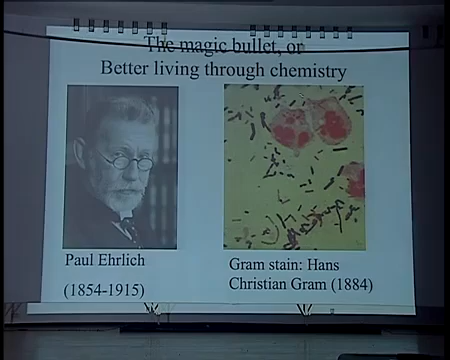 The magic bullet, or
Better living through chemistry
Paul Ehrlich
(1854-1915)
Gram stain: Hans
Christian Gram (1884)